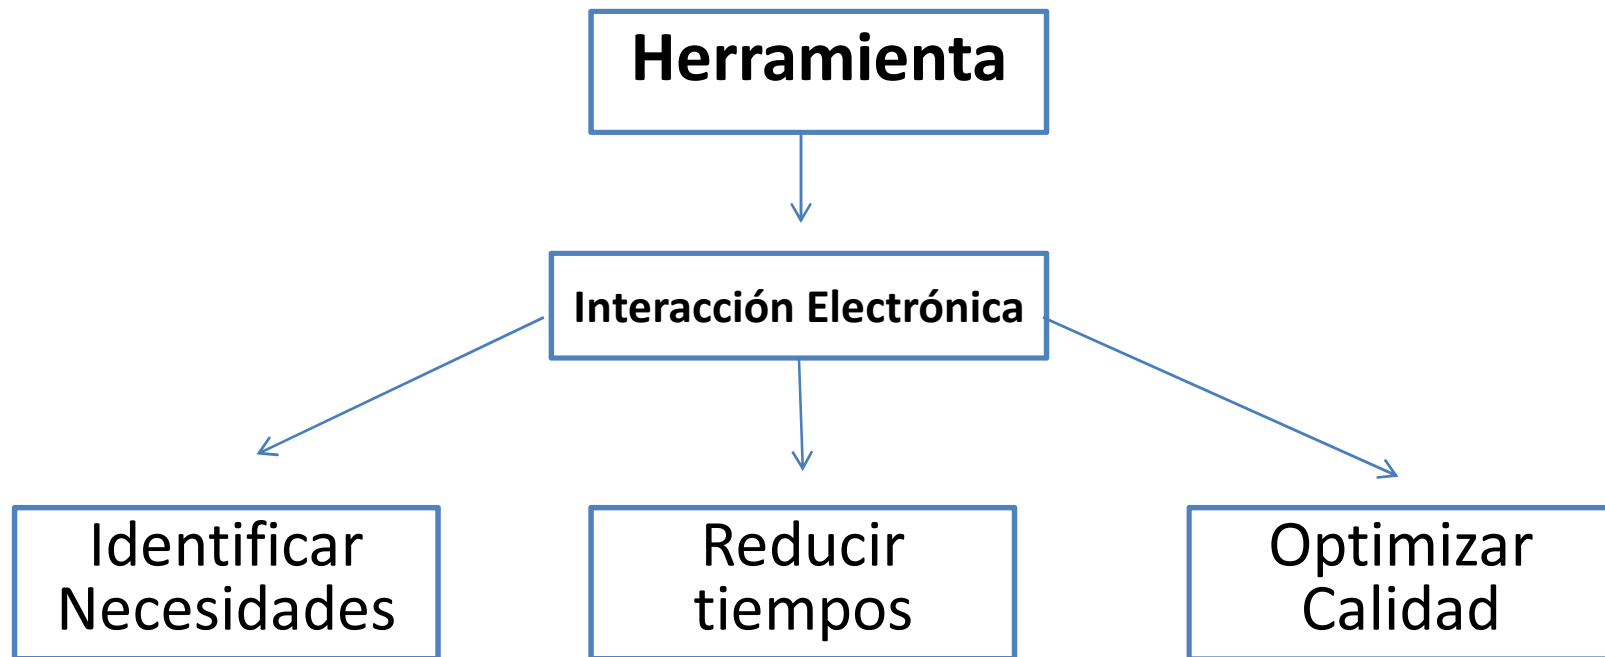 Herramienta
Interacción Electrónica
Identificar
Necesidades
Reducir
tiempos
Optimizar
Calidad